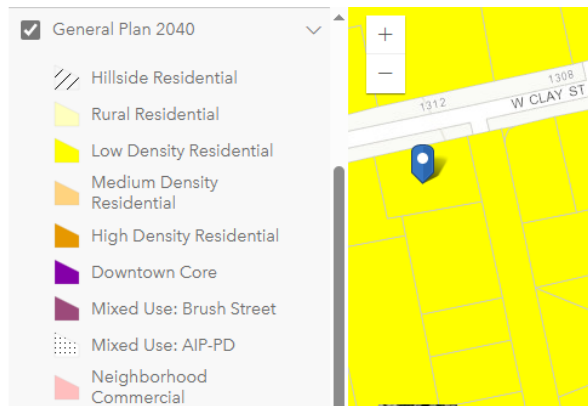 General Plan 2040
Hillside Residential
Rural Residential
Low Density Residential
Medium Density
Residential
High Density Residential
Downtown Core
Mixed Use: Brush Street
Mixed Use: AIP-PD
Neighborhood
Commercial
+
−
1312
1308
W CLAY ST